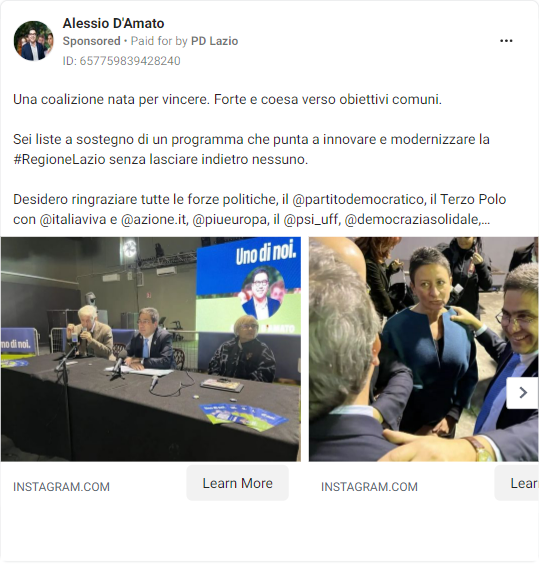 Alessio D'Amato
Sponsored • Paid for by PD Lazio
ID: 657759839428240
Una coalizione nata per vincere. Forte e coesa verso obiettivi comuni.
Sei liste a sostegno di un programma che punta a innovare e modernizzare la
#RegioneLazio senza lasciare indietro nessuno.
Desidero ringraziare tutte le forze politiche, il @partitodemocratico, il Terzo Polo
con @italiaviva e @azione.it, @piueuropa, il @psi_uff, @democraziasolidale,...
Uno di noi.
AMATO
no di noi.
INSTAGRAM.COM
Learn More
INSTAGRAM.COM
Lear